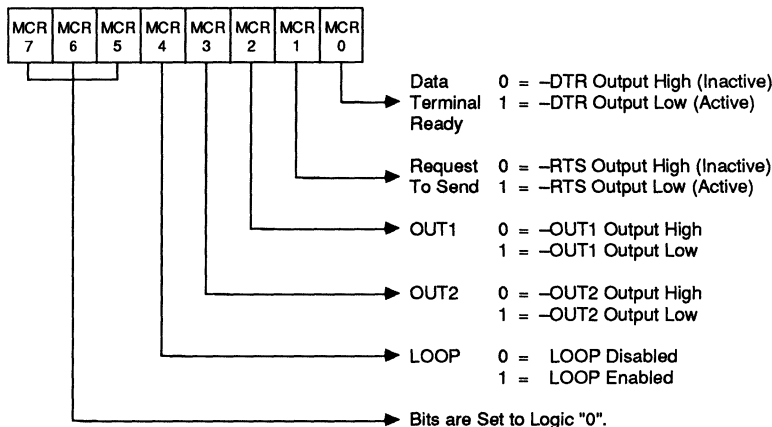 MCR 7 MCR 6 MCR 5 MCR 4 MCR 3 MCR 2 MCR 1 MCR 0
Data Terminal Ready
0 = –DTR Output High (Inactive)
1 = –DTR Output Low (Active)
Request To Send
0 = –RTS Output High (Inactive)
1 = –RTS Output Low (Active)
OUT1
0 = –OUT1 Output High
1 = –OUT1 Output Low
OUT2
0 = –OUT2 Output High
1 = –OUT2 Output Low
LOOP
0 = LOOP Disabled
1 = LOOP Enabled
Bits are Set to Logic "0".